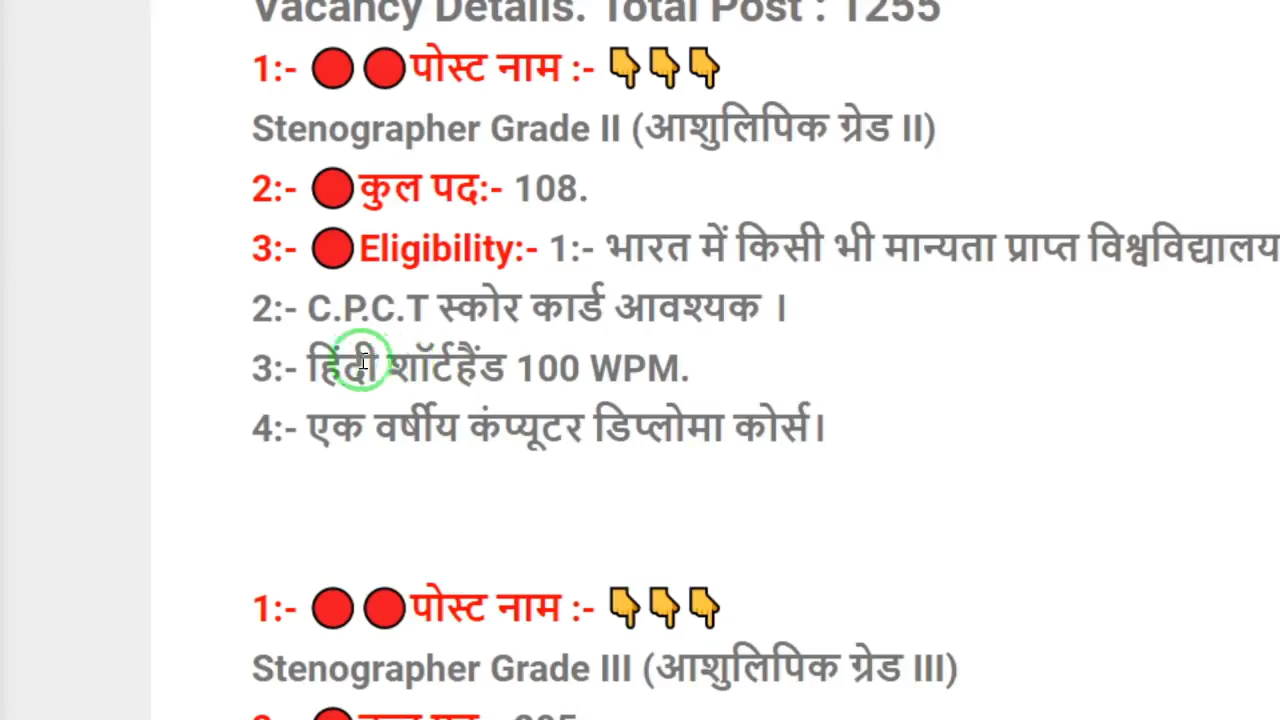 Vacancy Details. Total Post : 1255
1:- 🔴🔴पोस्ट नाम :- 👇👇👇
Stenographer Grade II (आशुलिपिक ग्रेड II)
2:- 🔴कुल पद:- 108.
3:- 🔴Eligibility:- 1:- भारत में किसी भी मान्यता प्राप्त विश्वविद्यालय
2:- C.P.C.T स्कोर कार्ड आवश्यक ।
3:- हिंदी शॉर्टहैंड 100 WPM.
4:- एक वर्षीय कंप्यूटर डिप्लोमा कोर्स।
1:- 🔴🔴पोस्ट नाम :- 👇👇👇
Stenographer Grade III (आशुलिपिक ग्रेड III)